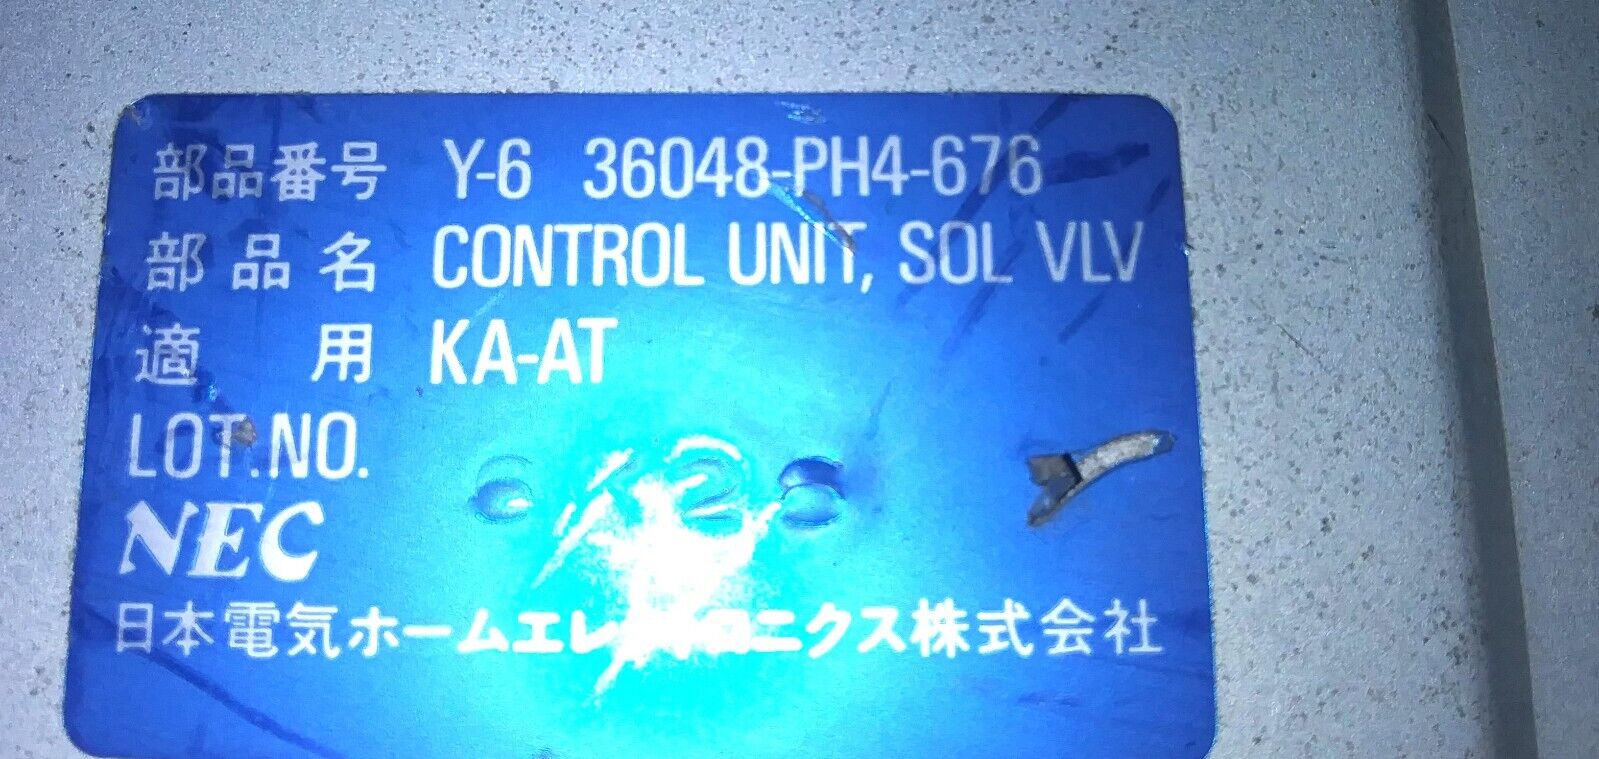 部品番号 Y-6 36048-PH4-676
部品名 CONTROL UNIT, SOL VLV
適用 KA-AT
LOT.NO.
NEC
日本電気ホームエレクトロニクス株式会社